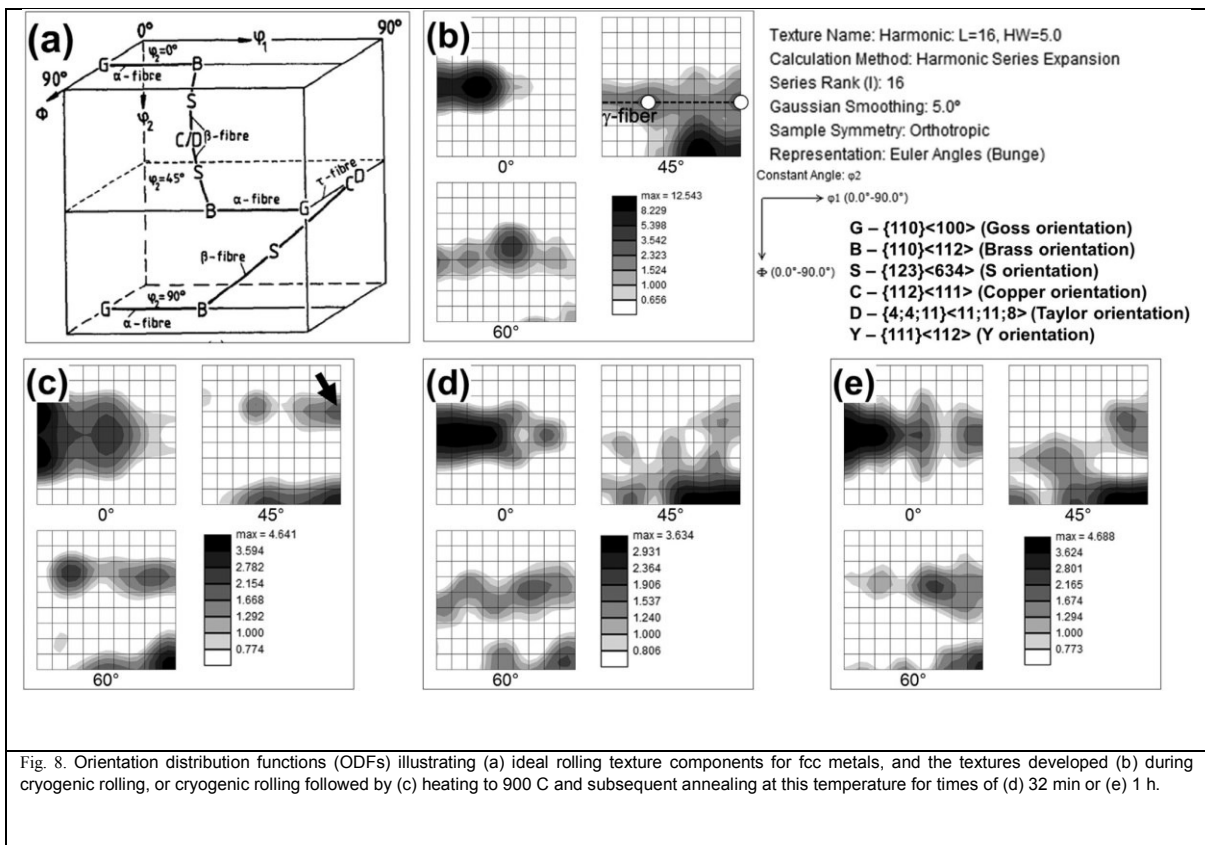 (a)
0°
φ1
90°
φ2=0°
G
α-fibre
B
90°
Φ
φ2
S
C/D
β-fibre
S
φ2=45°
τ-fibre
C D
α-fibre
B
G
S
β-fibre
φ2=90°
G
B
α-fibre
(b)
γ-fiber
0°
45°
60°
max = 12.543
8.229
5.398
3.542
2.323
1.524
1.000
0.656
Texture Name: Harmonic: L=16, HW=5.0
Calculation Method: Harmonic Series Expansion
Series Rank (l): 16
Gaussian Smoothing: 5.0°
Sample Symmetry: Orthotropic
Representation: Euler Angles (Bunge)
Constant Angle: φ2
φ1 (0.0°-90.0°)
Φ (0.0°-90.0°)
G – {110}<100> (Goss orientation)
B – {110}<112> (Brass orientation)
S – {123}<634> (S orientation)
C – {112}<111> (Copper orientation)
D – {4;4;11}<11;11;8> (Taylor orientation)
Y – {111}<112> (Y orientation)
(c)
0°
45°
60°
max = 4.641
3.594
2.782
2.154
1.668
1.292
1.000
0.774
(d)
0°
45°
60°
max = 3.634
2.931
2.364
1.906
1.537
1.240
1.000
0.806
(e)
0°
45°
60°
max = 4.688
3.624
2.801
2.165
1.674
1.294
1.000
0.773
Fig. 8. Orientation distribution functions (ODFs) illustrating (a) ideal rolling texture components for fcc metals, and the textures developed (b) during
cryogenic rolling, or cryogenic rolling followed by (c) heating to 900 C and subsequent annealing at this temperature for times of (d) 32 min or (e) 1 h.